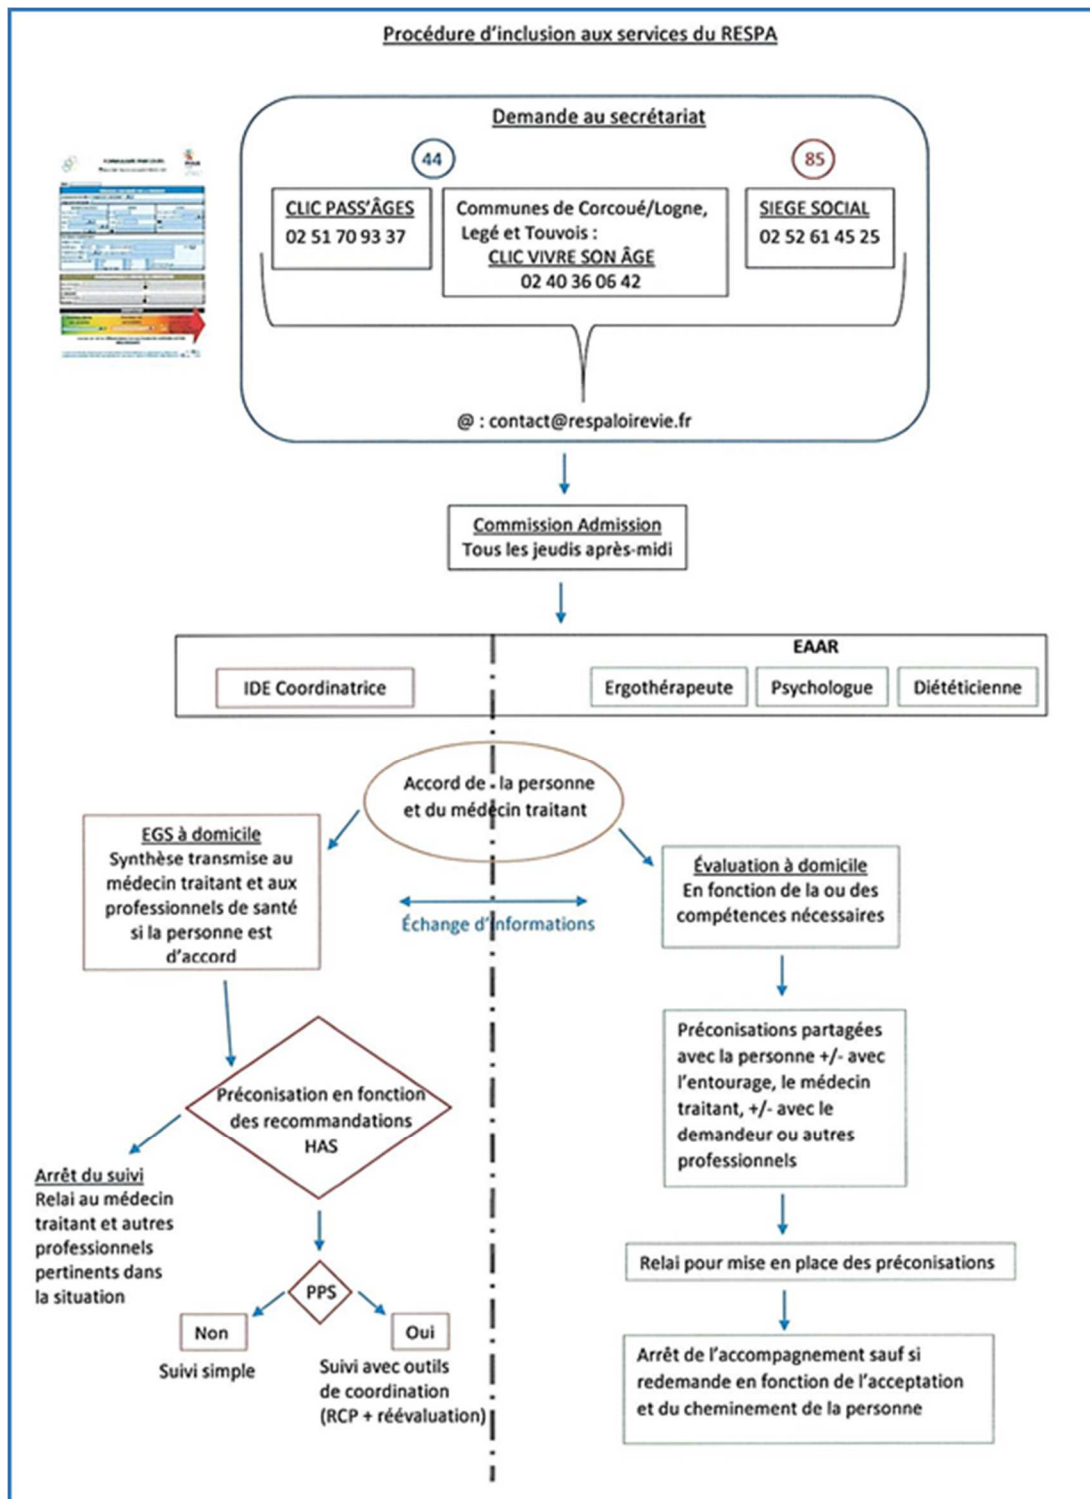 Procédure d'inclusion aux services du RESPA
Demande au secrétariat
44
85
CLIC PASS'ÂGES
02 51 70 93 37
Communes de Corcoué/Logne,
Legé et Touvois :
CLIC VIVRE SON ÂGE
02 40 36 06 42
SIEGE SOCIAL
02 52 61 45 25
@ : contact@respaloirevie.fr
Commission Admission
Tous les jeudis après-midi
EAAR
IDE Coordinatrice
Ergothérapeute
Psychologue
Diététicienne
Accord de la personne
et du médécin traitant
EGS à domicile
Synthèse transmise au
médecin traitant et aux
professionnels de santé
si la personne est
d'accord
Échange d'informations
Évaluation à domicile
En fonction de la ou des
compétences nécessaires
Préconisation en fonction
des recommandations
HAS
Préconisations partagées
avec la personne +/- avec
l'entourage, le médecin
traitant, +/- avec le
demandeur ou autres
professionnels
Arrêt du suivi
Relai au médecin
traitant et autres
professionnels
pertinents dans
la situation
PPS
Non
Suivi simple
Oui
Suivi avec outils
de coordination
(RCP + réévaluation)
Relai pour mise en place des préconisations
Arrêt de l'accompagnement sauf si
redemande en fonction de l'acceptation
et du cheminement de la personne